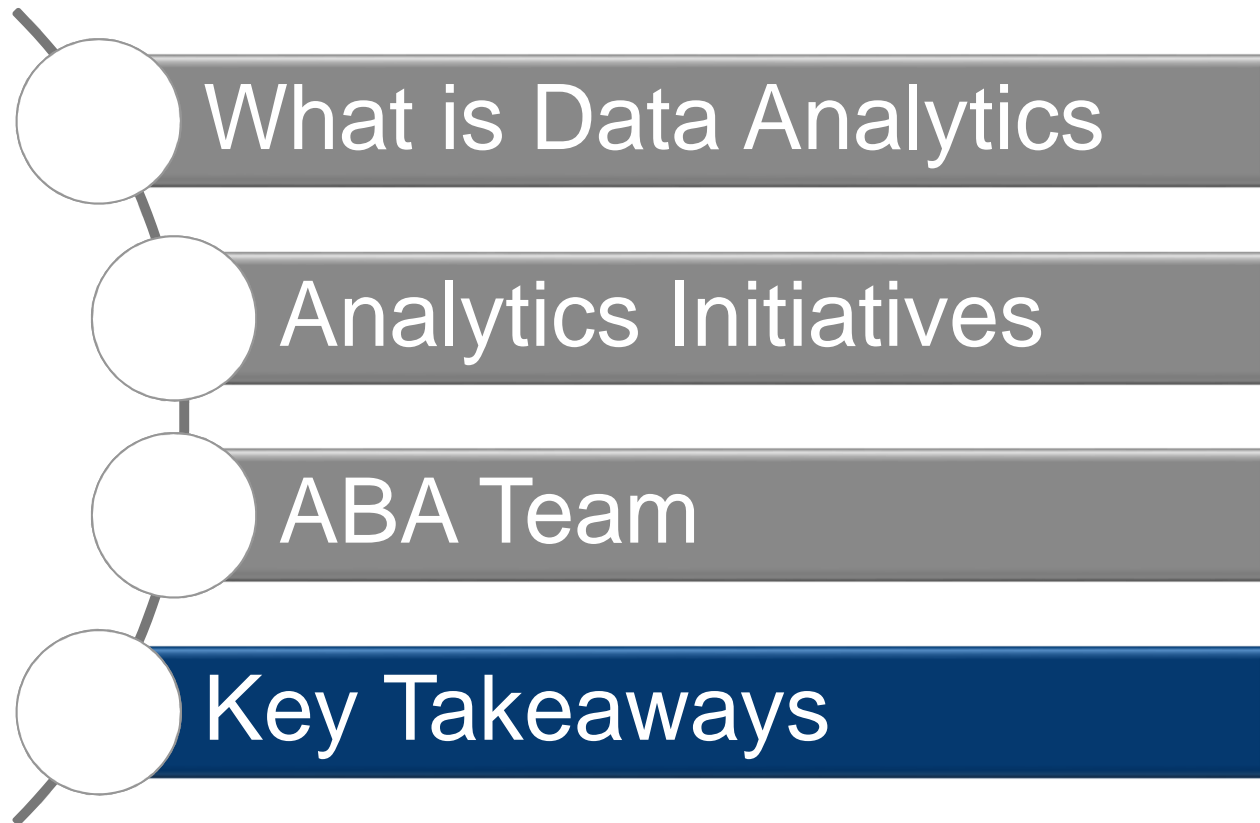 What is Data Analytics
Analytics Initiatives
ABA Team
Key Takeaways